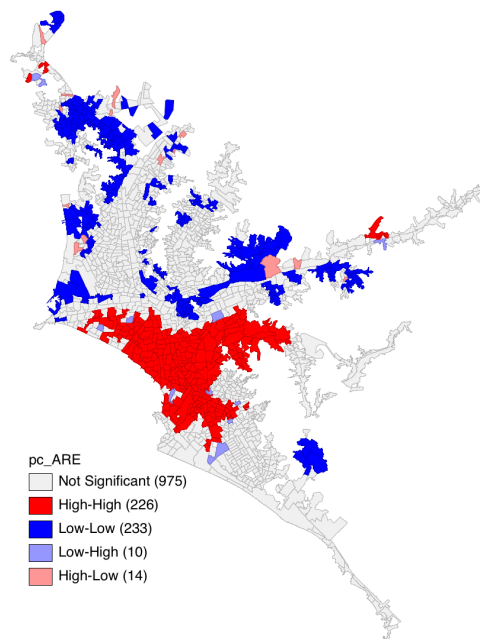 pc_ARE
Not Significant (975)
High-High (226)
Low-Low (233)
Low-High (10)
High-Low (14)